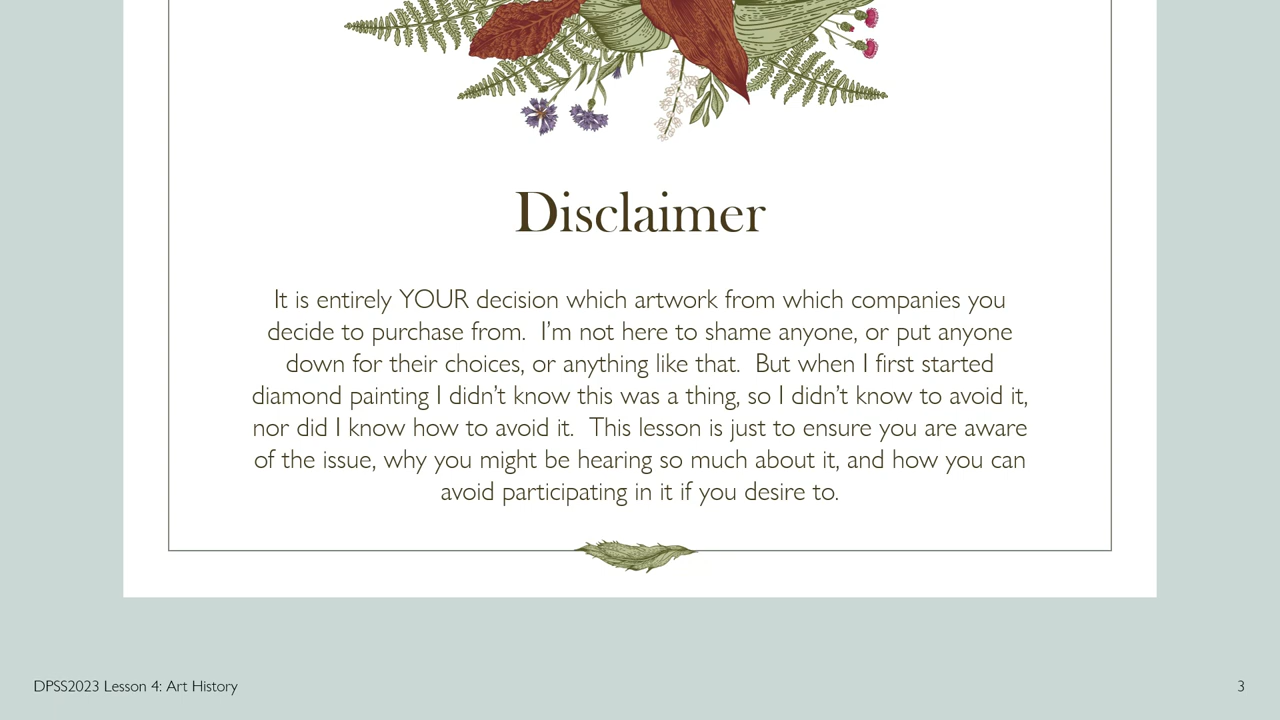 Disclaimer
It is entirely YOUR decision which artwork from which companies you
decide to purchase from.  I’m not here to shame anyone, or put anyone
down for their choices, or anything like that.  But when I first started
diamond painting I didn’t know this was a thing, so I didn’t know to avoid it,
nor did I know how to avoid it.  This lesson is just to ensure you are aware
of the issue, why you might be hearing so much about it, and how you can
avoid participating in it if you desire to.
DPSS2023 Lesson 4: Art History
3